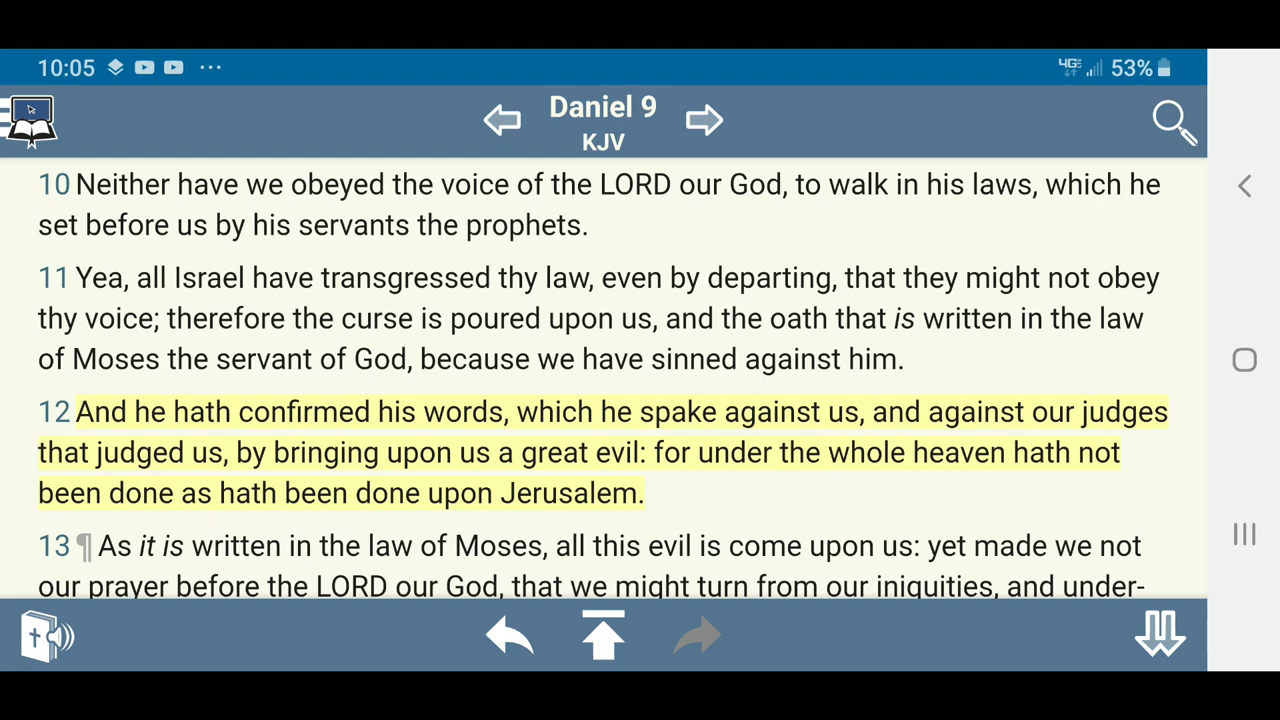 10:05 ... 4GE 53%
Daniel 9
KJV
10 Neither have we obeyed the voice of the LORD our God, to walk in his laws, which he
set before us by his servants the prophets.
11 Yea, all Israel have transgressed thy law, even by departing, that they might not obey
thy voice; therefore the curse is poured upon us, and the oath that is written in the law
of Moses the servant of God, because we have sinned against him.
12 And he hath confirmed his words, which he spake against us, and against our judges
that judged us, by bringing upon us a great evil: for under the whole heaven hath not
been done as hath been done upon Jerusalem.
13 ¶ As it is written in the law of Moses, all this evil is come upon us: yet made we not
our prayer before the LORD our God, that we might turn from our iniquities, and under-